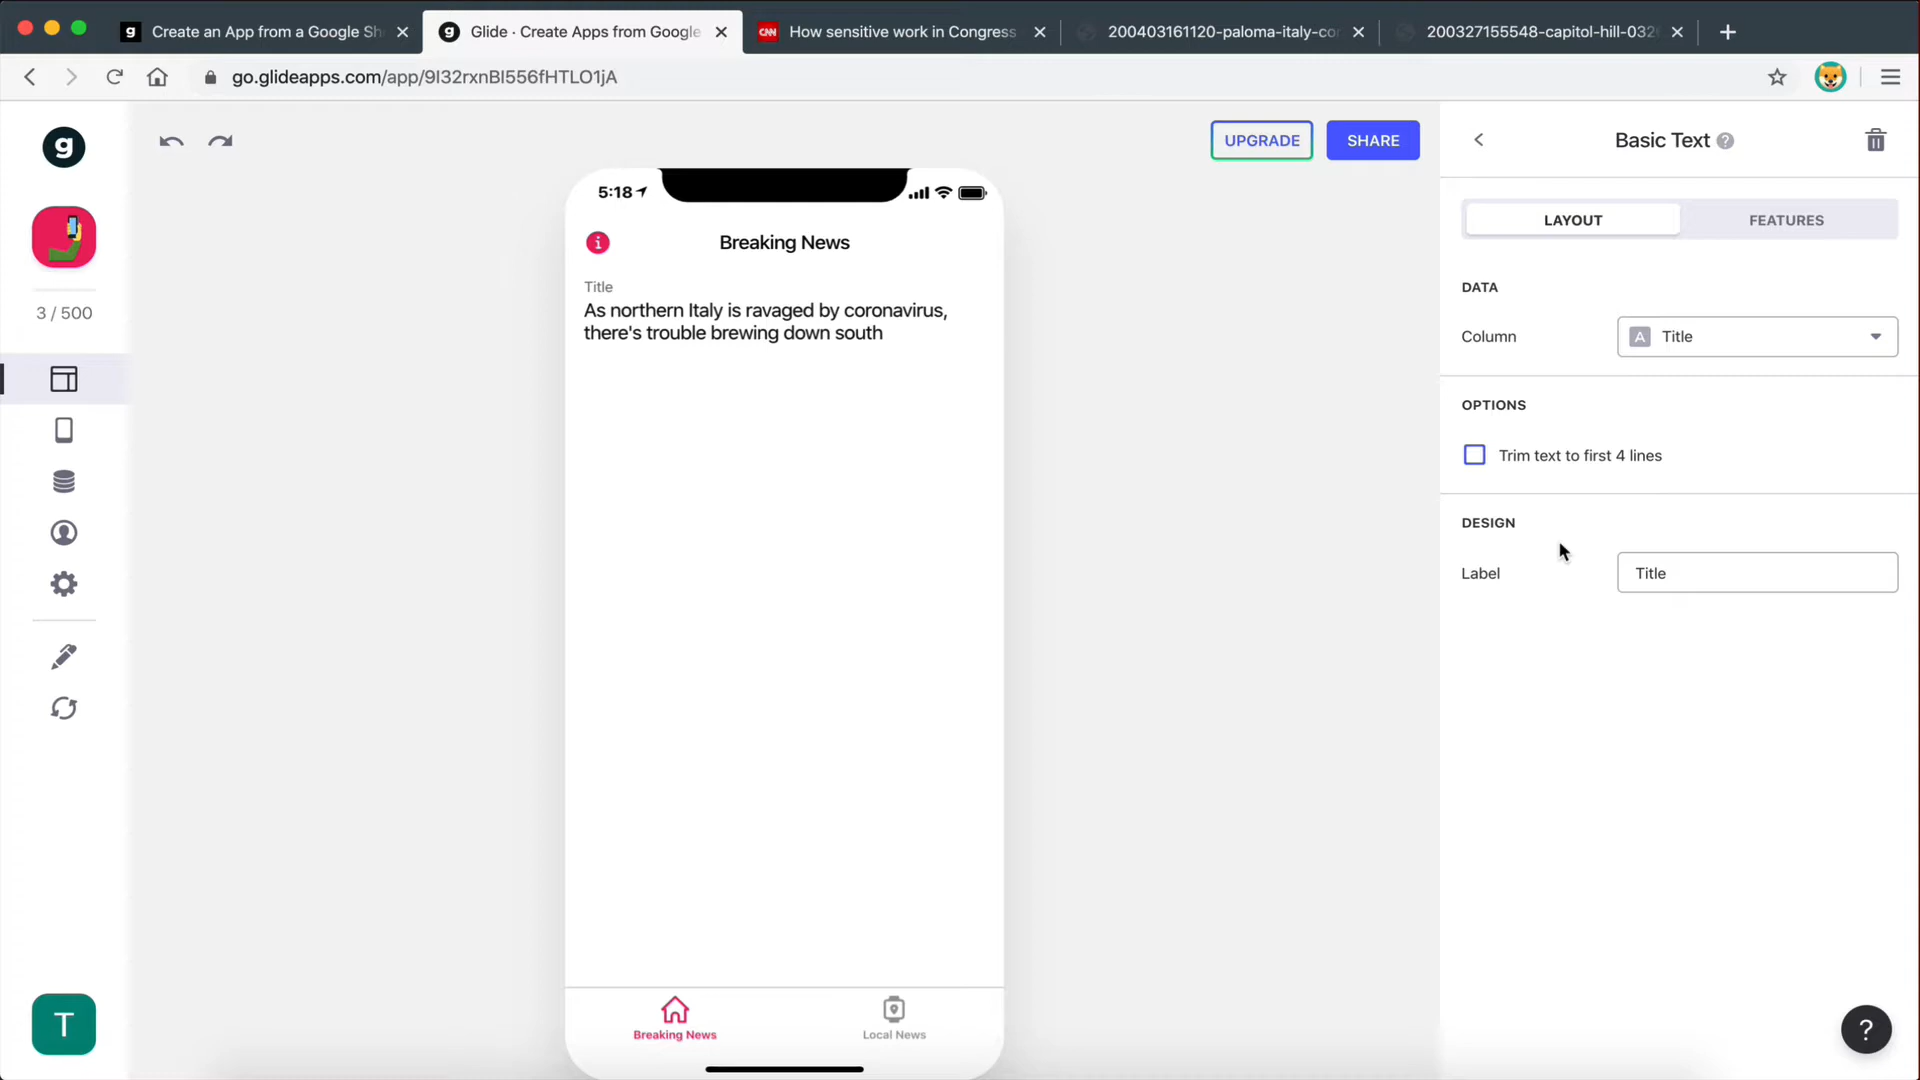 Create an App from a Google Sh
Glide · Create Apps from Google
CNN
How sensitive work in Congress
200403161120-paloma-italy-cor
200327155548-capitol-hill-032
go.glideapps.com/app/9I32rxnBI556fHTLO1jA
g
UPGRADE
SHARE
Basic Text
?
LAYOUT
FEATURES
3 / 500
5:18
i
Breaking News
Title
As northern Italy is ravaged by coronavirus,
there's trouble brewing down south
DATA
Column
A
Title
OPTIONS
Trim text to first 4 lines
DESIGN
Label
Title
T
Breaking News
Local News
?